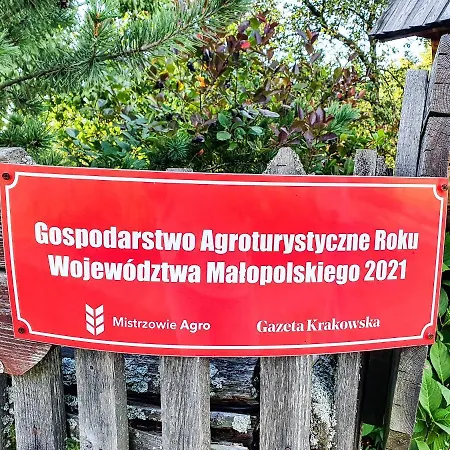 Gospodarstwo Agroturystyczne Roku
Województwa Małopolskiego 2021
Mistrzowie Agro
Gazeta Krakowska